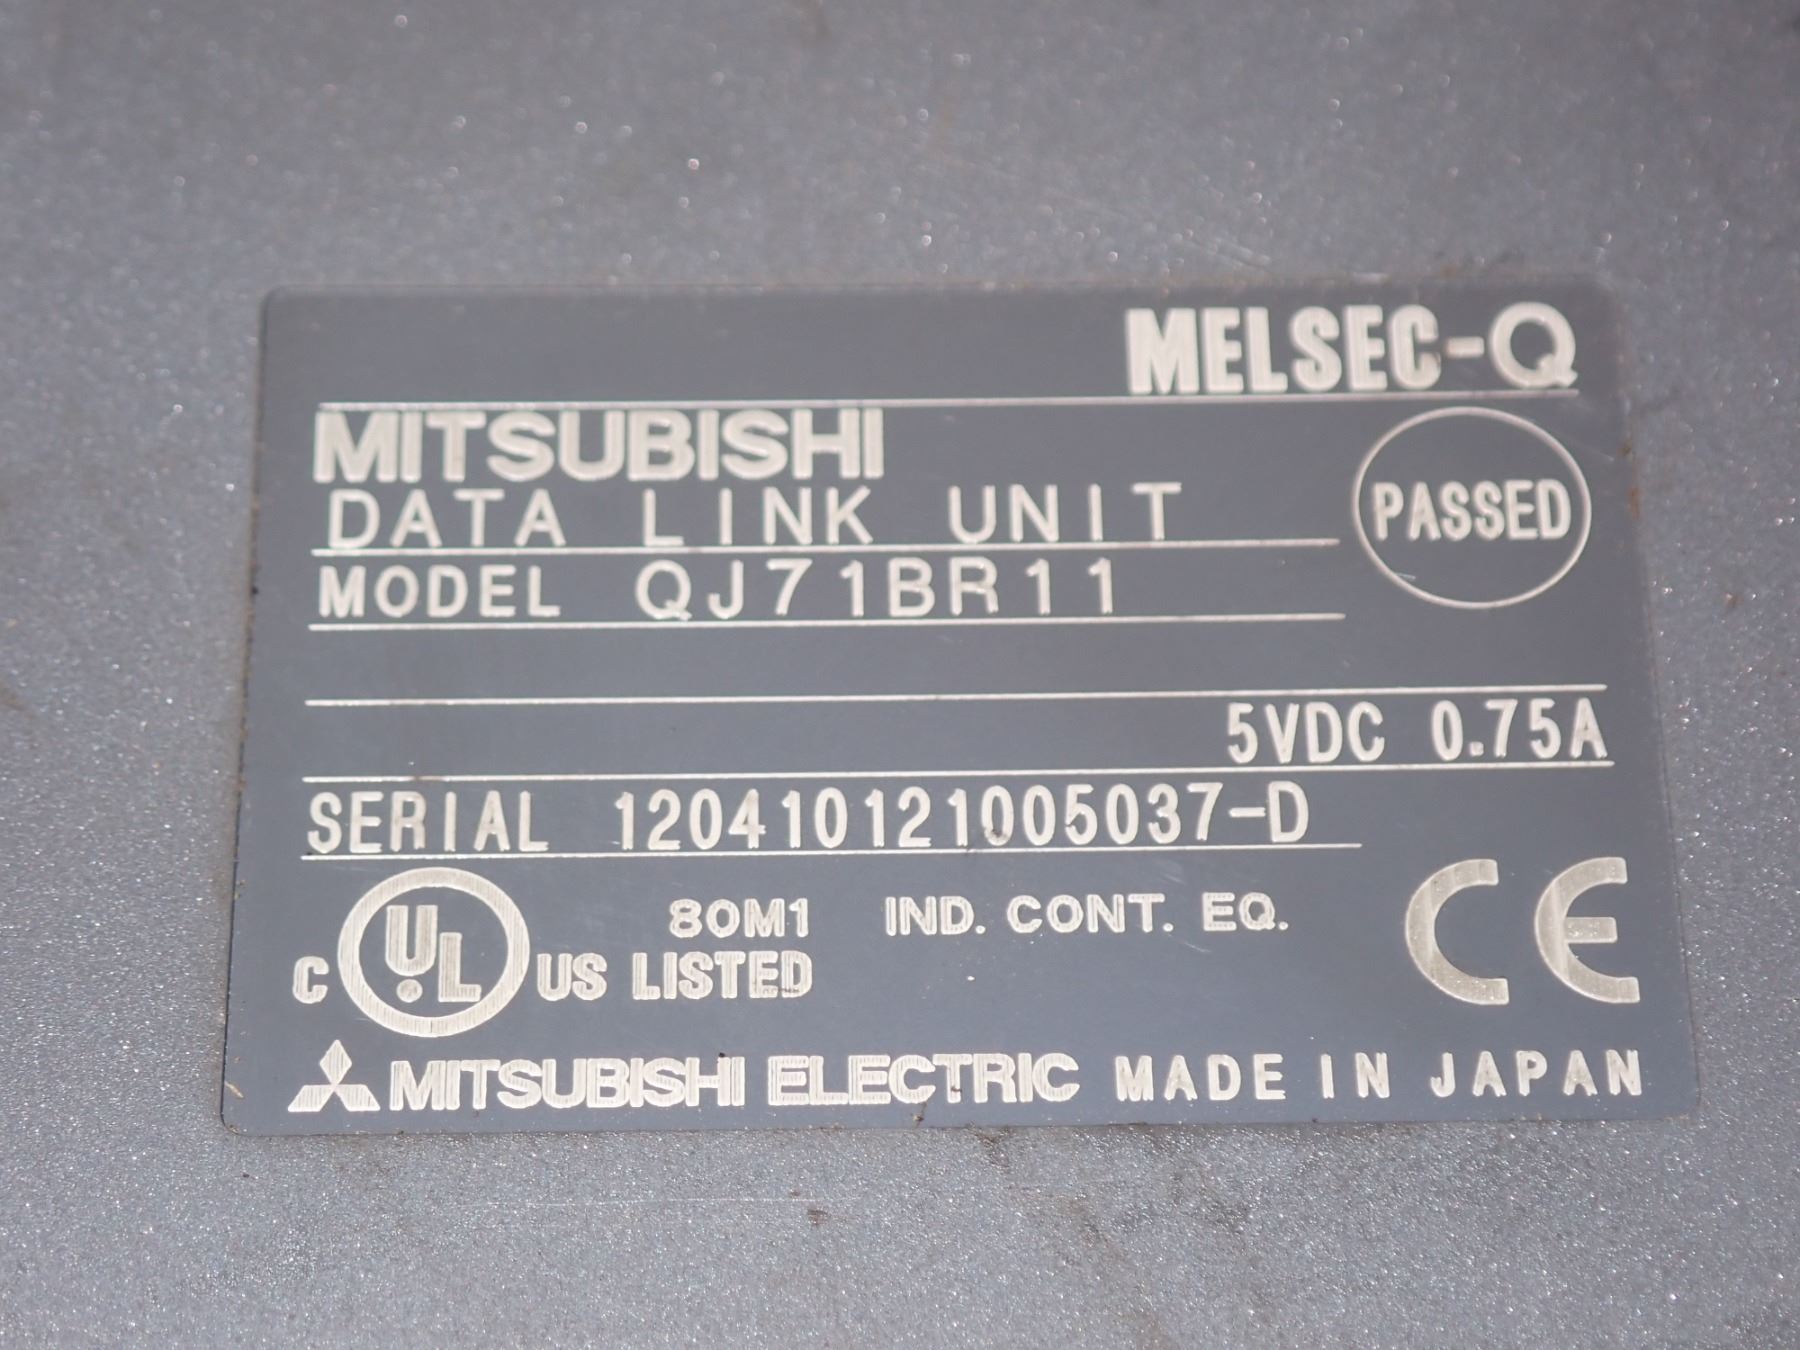 MELSEC-Q
MITSUBISHI
DATA LINK UNIT
PASSED
MODEL QJ71BR11
5VDC 0.75A
SERIAL 120410121005037-D
80M1 IND. CONT. EQ.
C UL US LISTED
CE
MITSUBISHI ELECTRIC MADE IN JAPAN